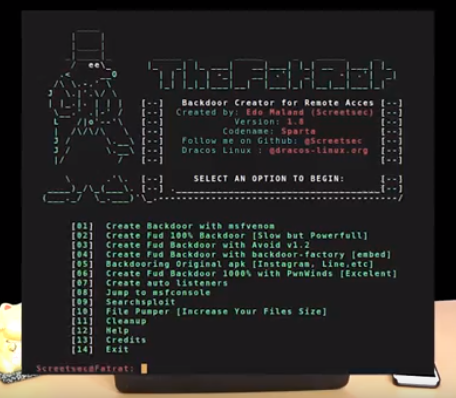 TheFatRat
[--] Backdoor Creator for Remote Acces [--]
[--] Created by: Edo Maland (Screetsec) [--]
[--] Version: 1.8 [--]
[--] Codename: Sparta [--]
[--] Follow me on Github: @Screetsec [--]
[--] Dracos Linux : @dracos-linux.org [--]
[--] [--]
[--] SELECT AN OPTION TO BEGIN: [--]
[01] Create Backdoor with msfvenom
[02] Create Fud 100% Backdoor [Slow but Powerfull]
[03] Create Fud Backdoor with Avoid v1.2
[04] Create Fud Backdoor with backdoor-factory [embed]
[05] Backdooring Original apk [Instagram, Line,etc]
[06] Create Fud Backdoor 1000% with PwnWinds [Excelent]
[07] Create auto listeners
[08] Jump to msfconsole
[09] Searchsploit
[10] File Pumper [Increase Your Files Size]
[11] Cleanup
[12] Help
[13] Credits
[14] Exit
Screetsec@Fatrat: